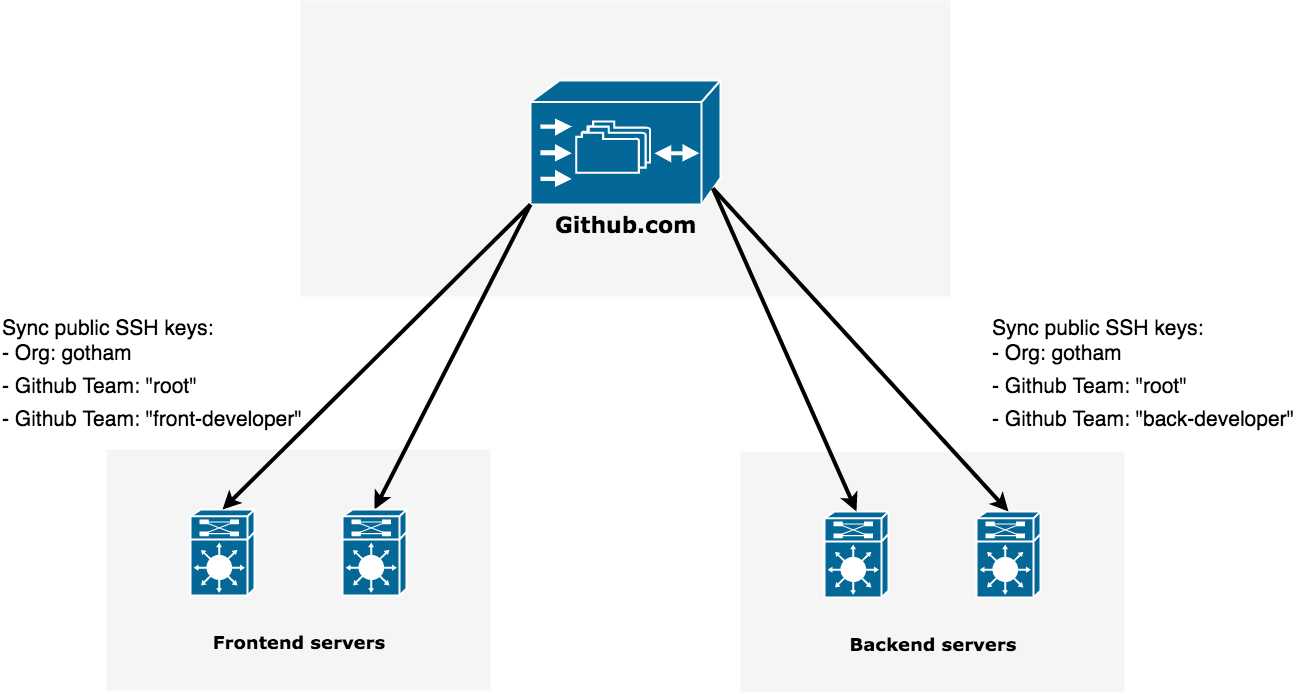 Github.com
Sync public SSH keys:
- Org: gotham
- Github Team: "root"
- Github Team: "front-developer"
Sync public SSH keys:
- Org: gotham
- Github Team: "root"
- Github Team: "back-developer"
Frontend servers
Backend servers